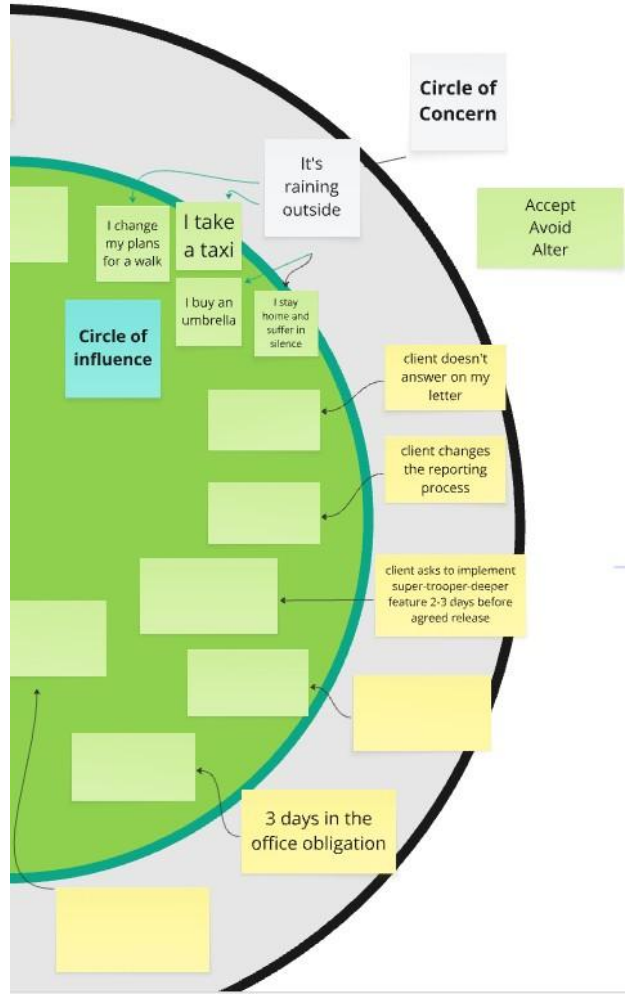 Circle of
Concern
It's
raining
outside
Accept
Avoid
Alter
I change
my plans
for a walk
I take
a taxi
I buy an
umbrella
I stay
home and
suffer in
silence
Circle of
influence
client doesn't
answer on my
letter
client changes
the reporting
process
client asks to implement
super-trooper-deeper
feature 2-3 days before
agreed release
3 days in the
office obligation